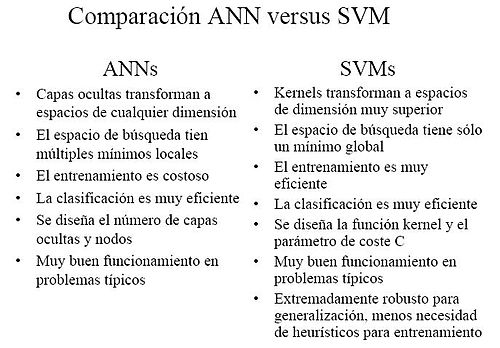 Comparación ANN versus SVM
ANNs
• Capas ocultas transforman a
espacios de cualquier dimensión
• El espacio de búsqueda tien
múltiples mínimos locales
• El entrenamiento es costoso
• La clasificación es muy eficiente
• Se diseña el número de capas
ocultas y nodos
• Muy buen funcionamiento en
problemas típicos
SVMs
• Kernels transforman a espacios
de dimensión muy superior
• El espacio de búsqueda tiene sólo
un mínimo global
• El entrenamiento es muy
eficiente
• La clasificación es muy eficiente
• Se diseña la función kernel y el
parámetro de coste C
• Muy buen funcionamiento en
problemas típicos
• Extremadamente robusto para
generalización, menos necesidad
de heurísticos para entrenamiento